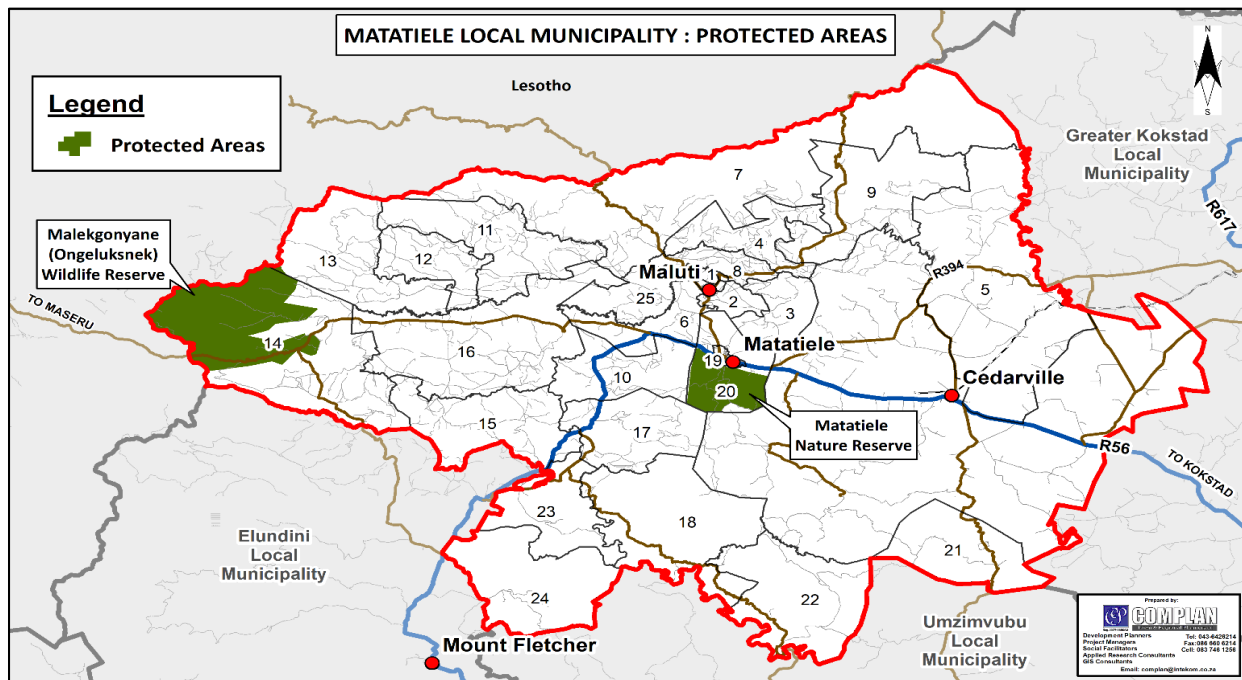 MATATIELE LOCAL MUNICIPALITY : PROTECTED AREAS
N
S
Legend
Protected Areas
Lesotho
Greater Kokstad
Local
Municipality
R617
7
9
11
4
Malekgonyane
(Ongeluksnek)
Wildlife Reserve
13
12
1
8
Maluti
R394
5
25
2
3
TO MASERU
6
14
16
19
Matatiele
10
20
Cedarville
15
17
Matatiele
Nature Reserve
R56
TO KOKSTAD
23
18
Elundini
Local
Municipality
21
24
22
Mount Fletcher
Umzimvubu
Local
Municipality
Prepared by:
COMPLAN
Development Planners
Project Managers
Social Facilitators
Applied Research Consultants
GIS Consultants
Tel: 043-6426214
Fax:086 960 6214
Cell: 083 746 1256
Email: complan@intekom.co.za